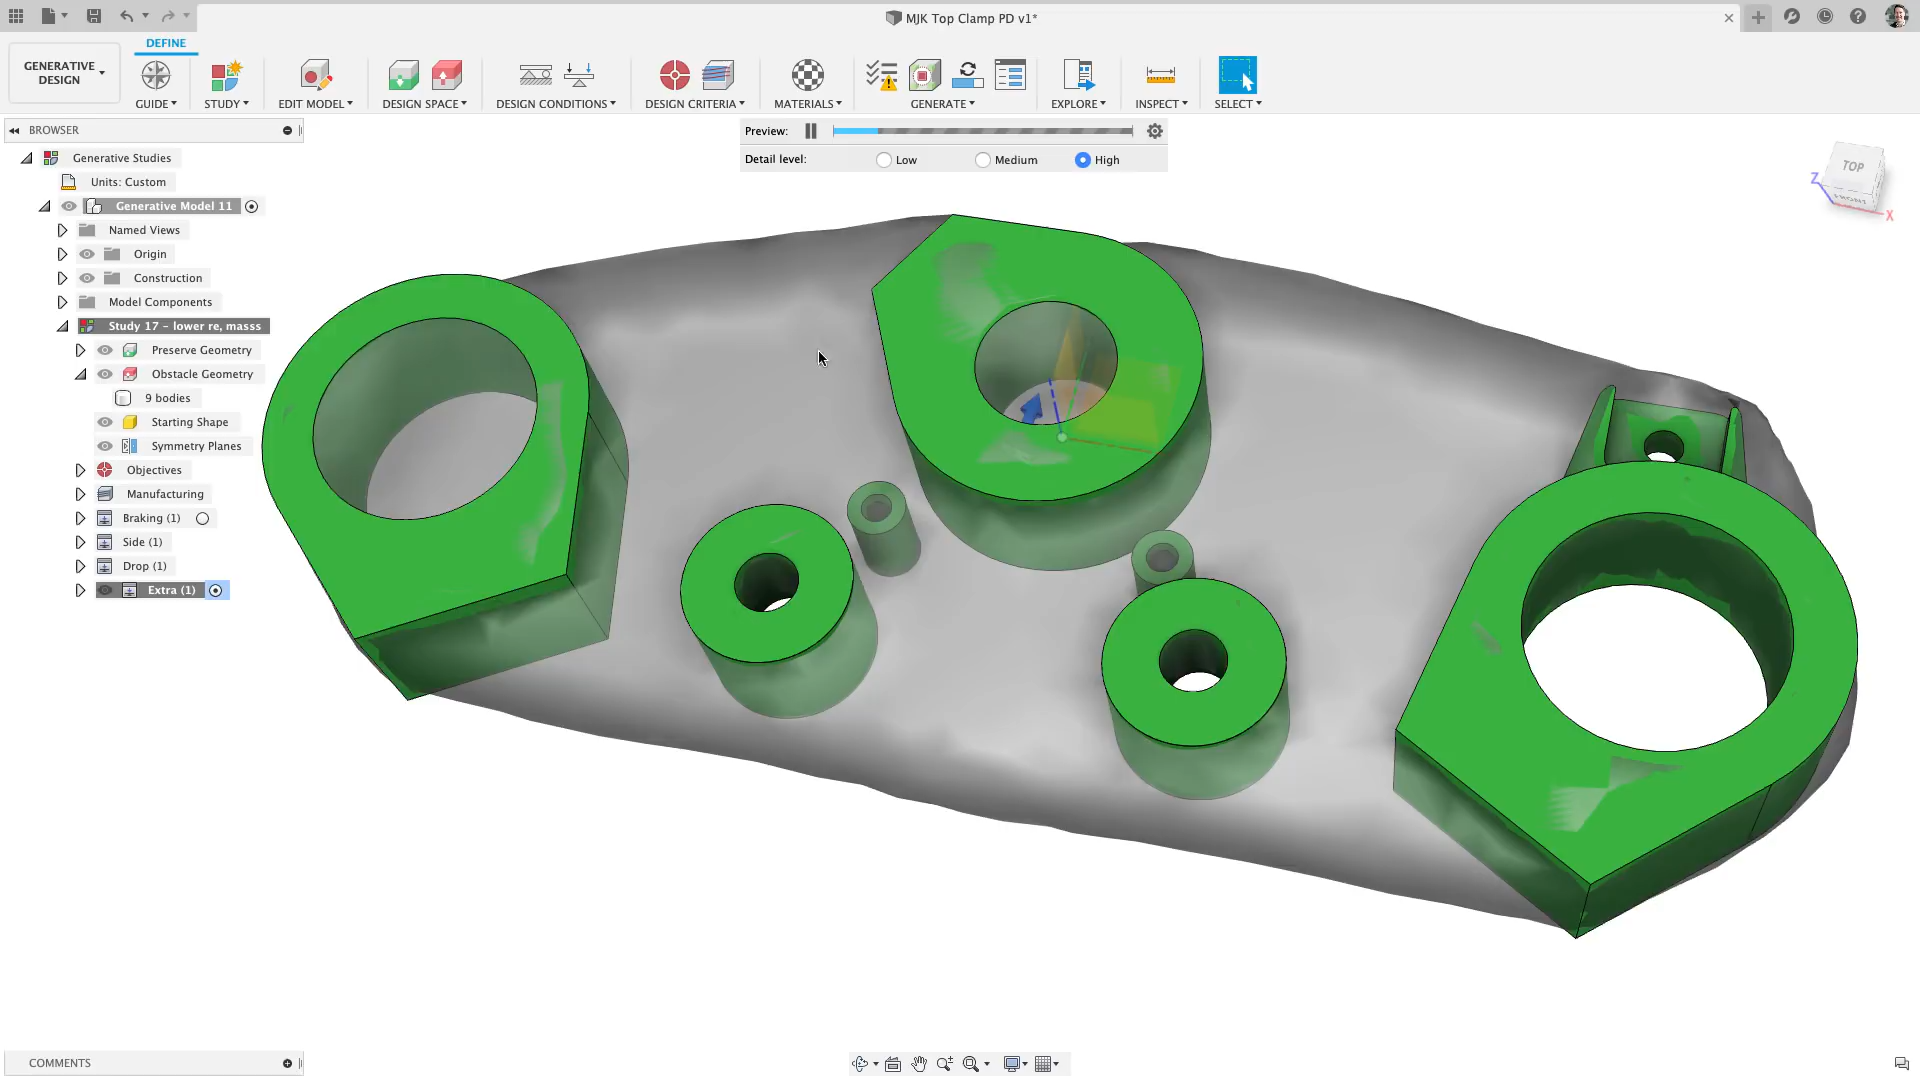 MJK Top Clamp PD v1*
DEFINE
GENERATIVE DESIGN
GUIDE
STUDY
EDIT MODEL
DESIGN SPACE
DESIGN CONDITIONS
DESIGN CRITERIA
MATERIALS
GENERATE
EXPLORE
INSPECT
SELECT
BROWSER
Preview:
Detail level:
Low
Medium
High
TOP
FRONT
Z
X
Generative Studies
Units: Custom
Generative Model 11
Named Views
Origin
Construction
Model Components
Study 17 - lower re, masss
Preserve Geometry
Obstacle Geometry
9 bodies
Starting Shape
Symmetry Planes
Objectives
Manufacturing
Braking (1)
Side (1)
Drop (1)
Extra (1)
COMMENTS